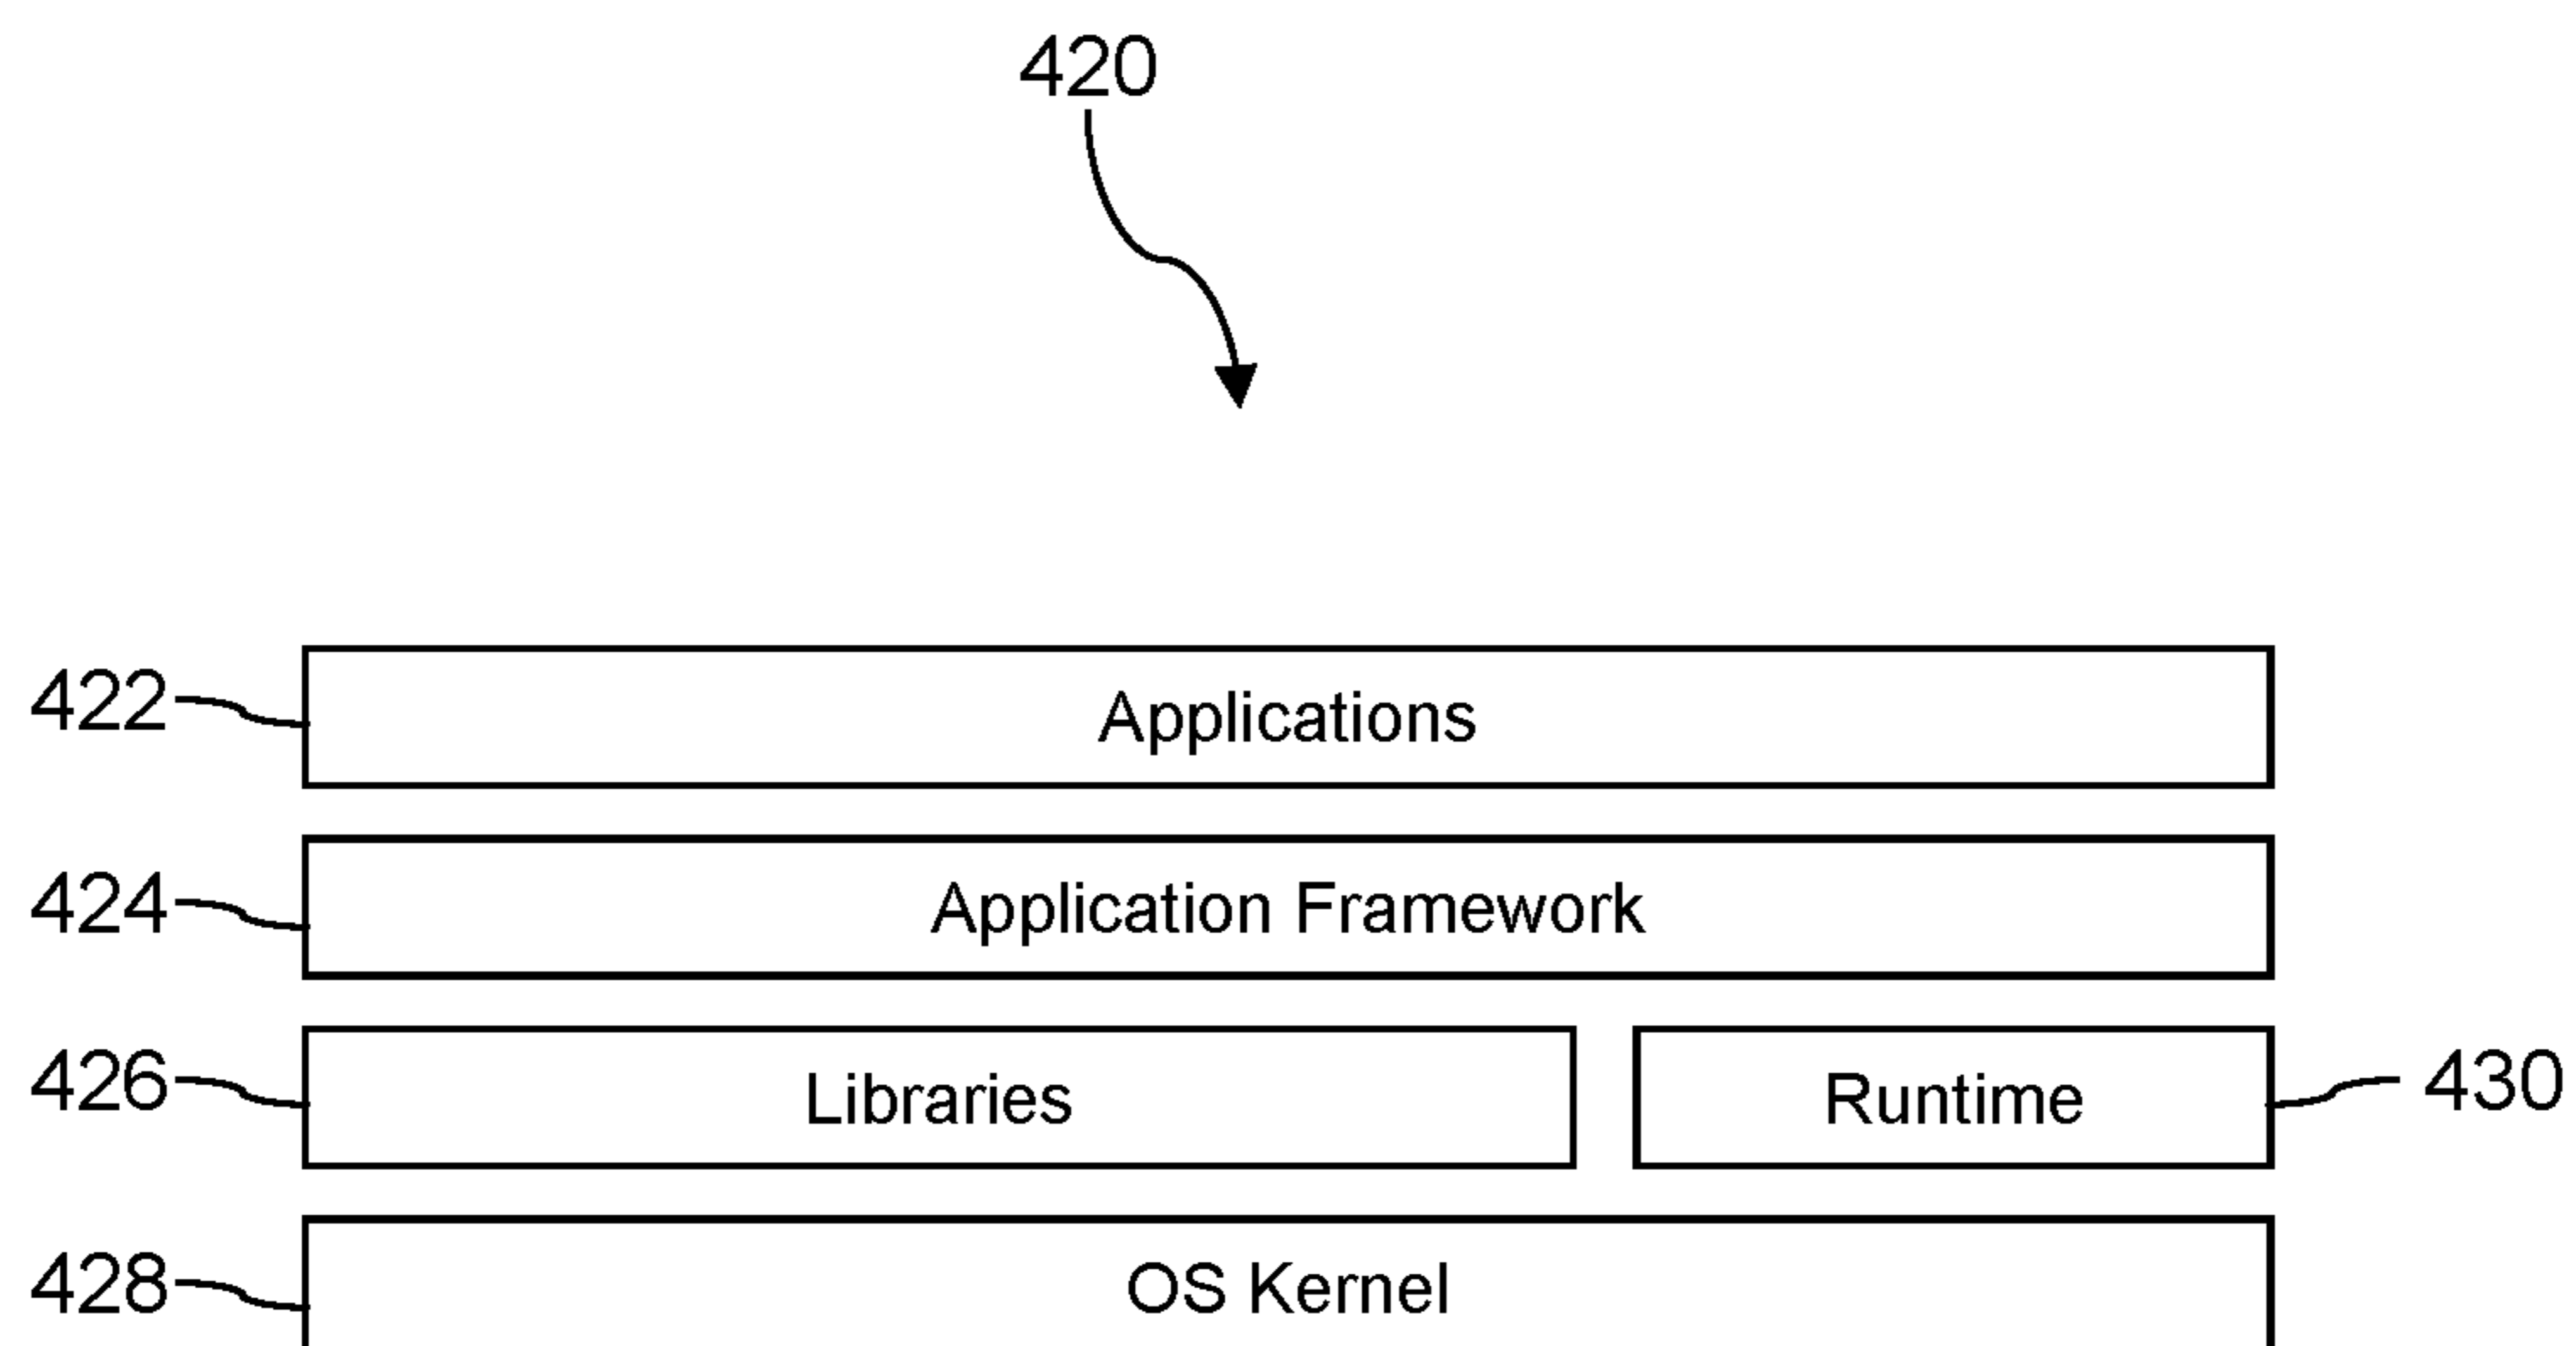 420
422 Applications
424 Application Framework
426 Libraries Runtime 430
428 OS Kernel